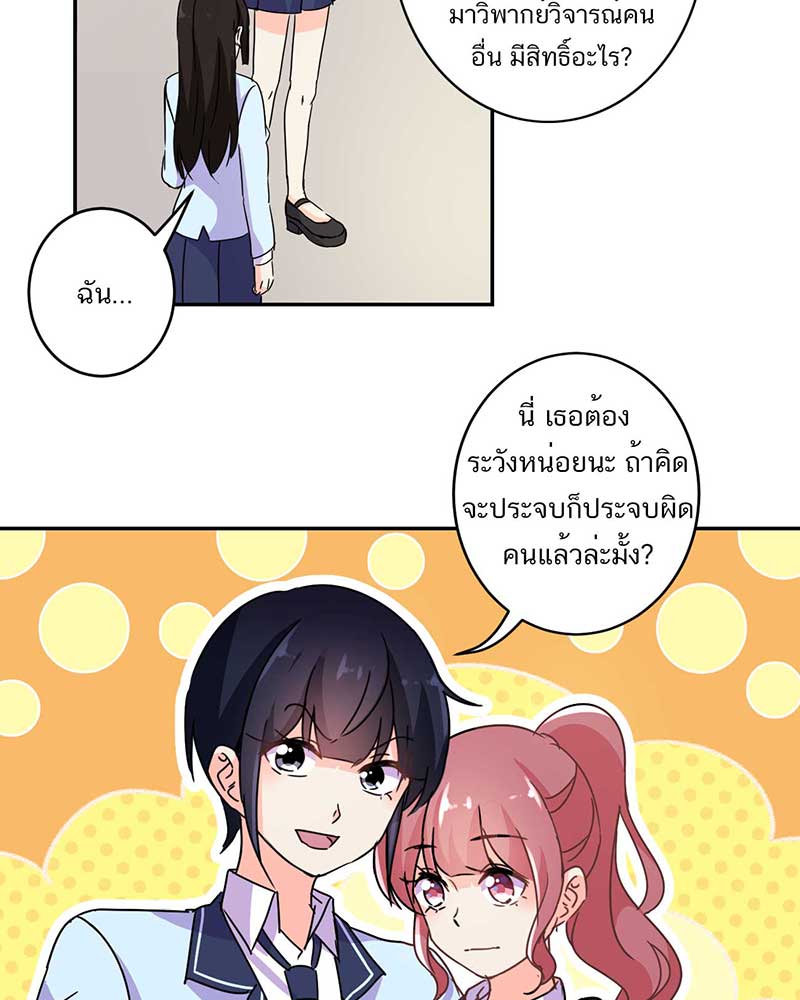 มาวิพากย์วิจารณ์คน
อื่น มีสิทธิ์อะไร?
ฉัน...
นี่ เธอต้อง
ระวังหน่อยนะ ถ้าคิด
จะประจบก็ประจบผิด
คนแล้วล่ะมั้ง?